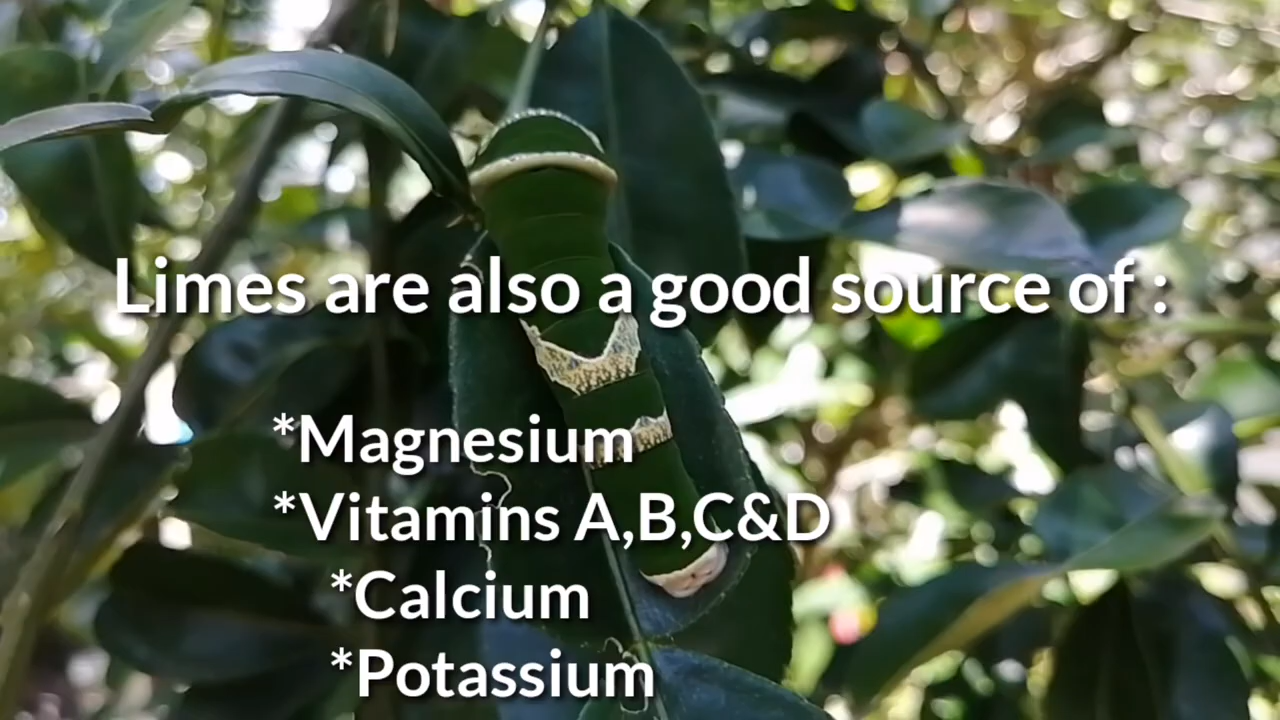 Limes are also a good source of :
*Magnesium
*Vitamins A,B,C&D
*Calcium
*Potassium